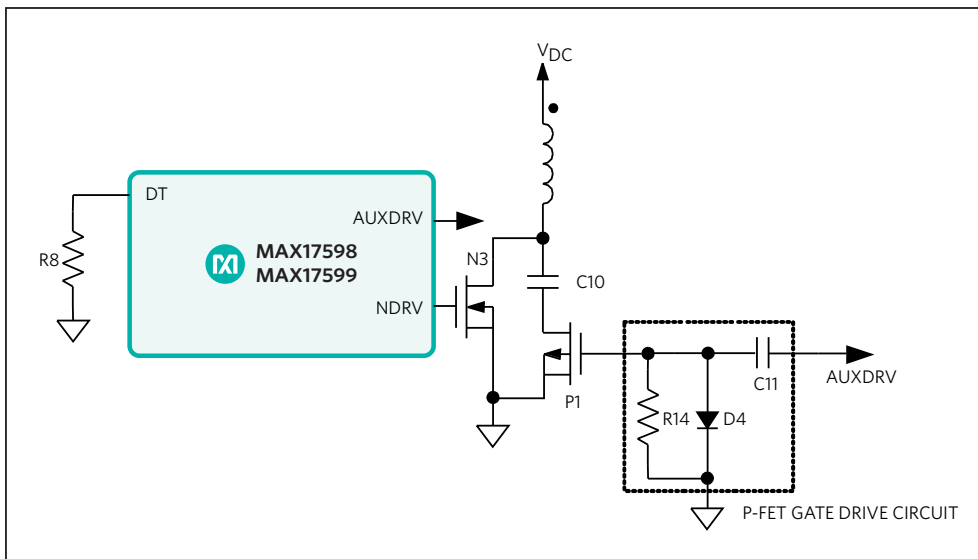 VDC
DT
AUXDRV
R8
MAX17598
MAX17599
N3
C10
NDRV
P1
R14
D4
C11
AUXDRV
P-FET GATE DRIVE CIRCUIT